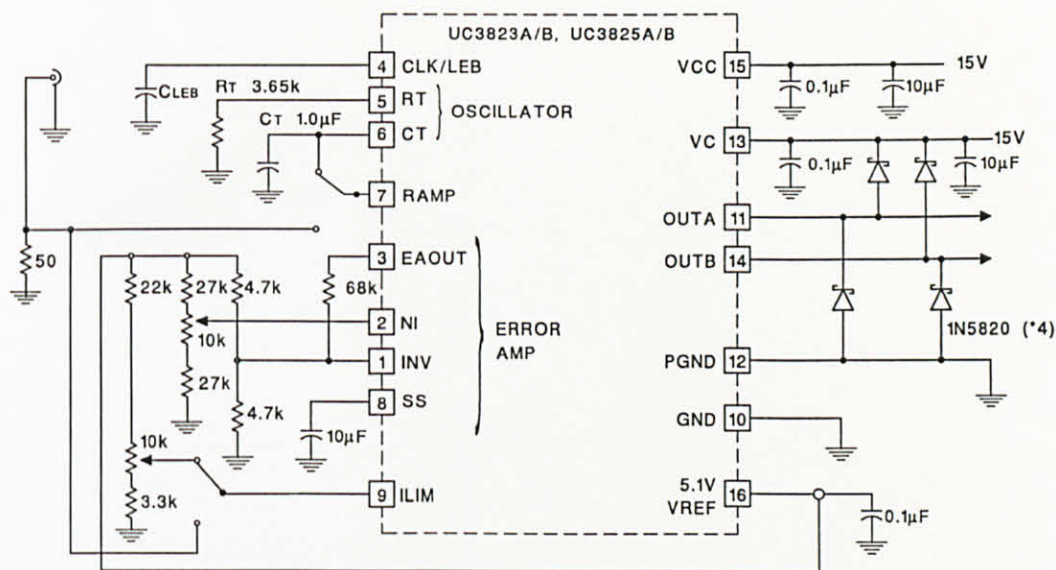 UC3823A/B, UC3825A/B
4 CLK/LEB
CLEB
RT 3.65k
5 RT
OSCILLATOR
CT 1.0µF
6 CT
7 RAMP
50
3 EAOUT
22k
27k
4.7k
68k
2 NI
10k
1 INV
ERROR
AMP
27k
8 SS
4.7k
10µF
10k
9 ILIM
3.3k
VCC 15
15V
0.1µF
10µF
VC 13
15V
0.1µF
10µF
OUTA 11
OUTB 14
1N5820 (*4)
PGND 12
GND 10
5.1V
VREF 16
0.1µF